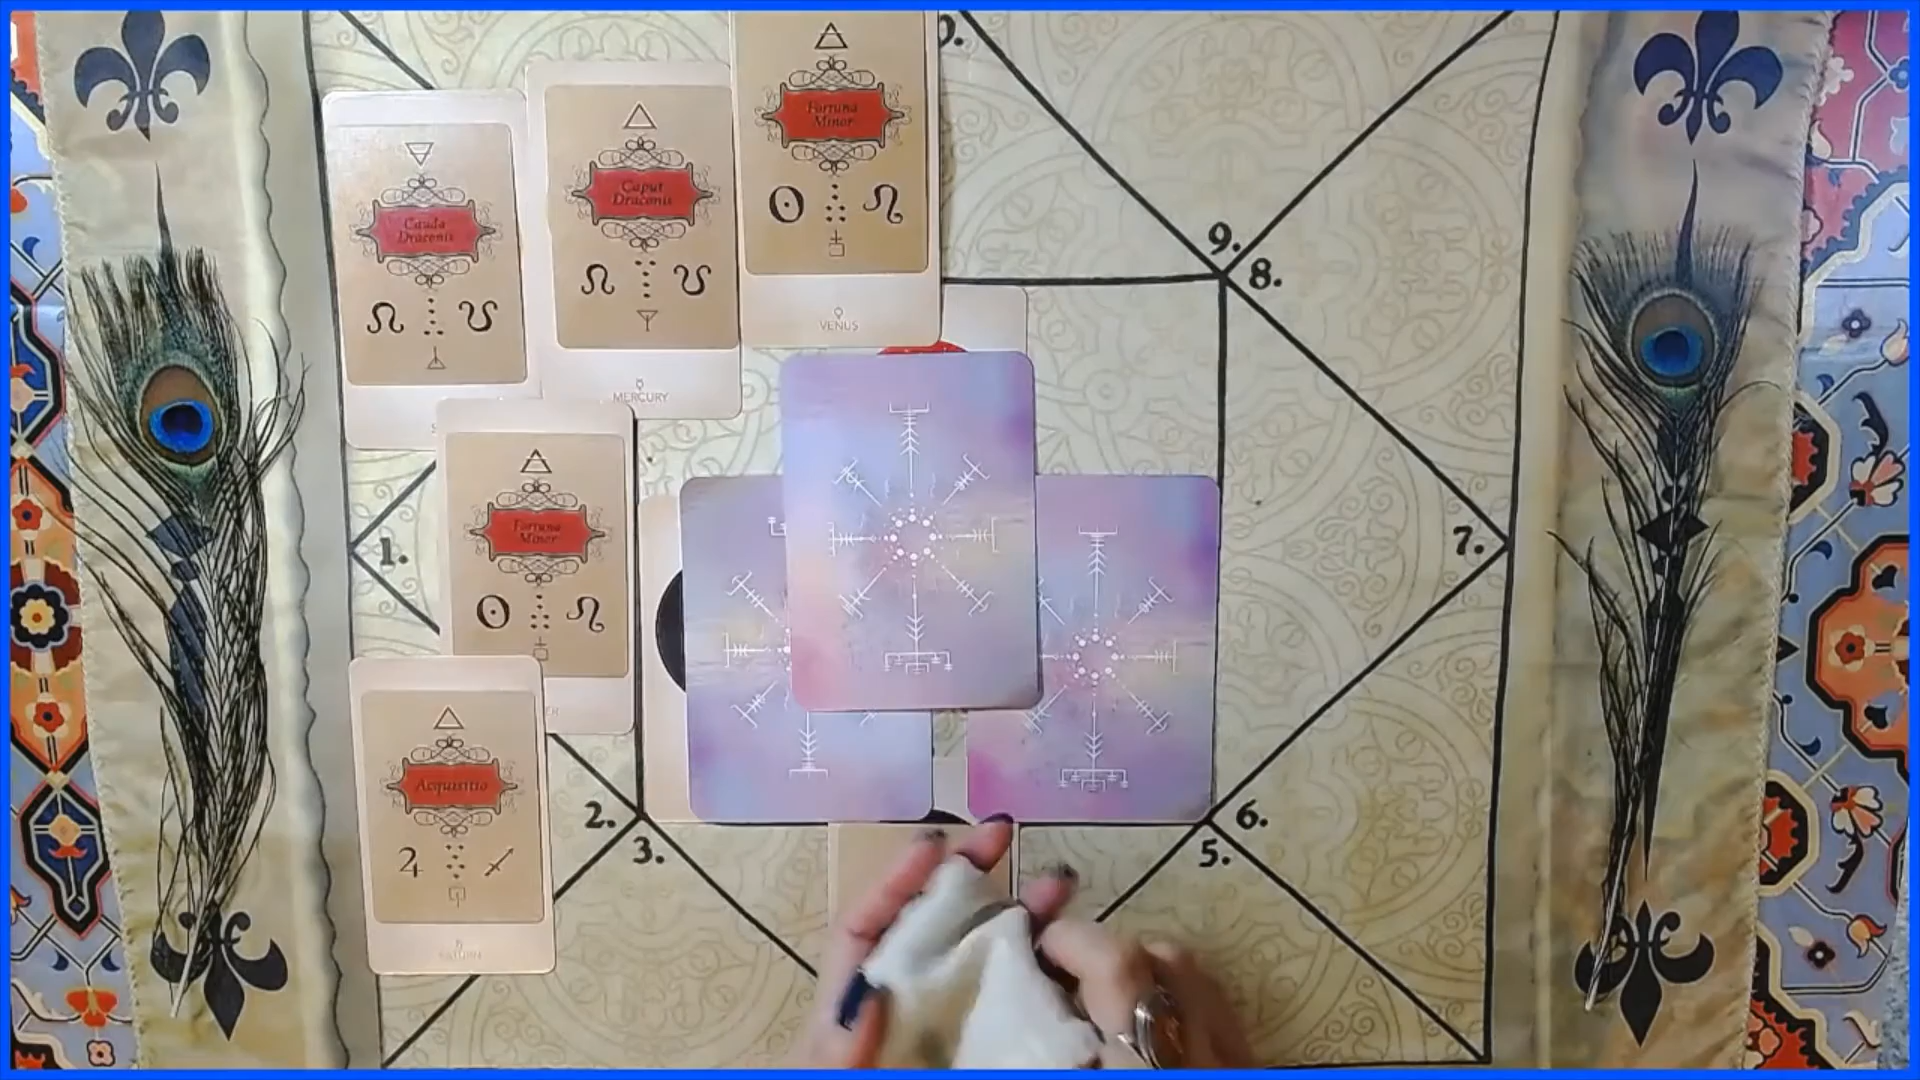 Fortuna
Minor
VENUS
Caput
Draconis
MERCURY
Cauda
Draconis
Fortuna
Minor
Acquisitio
SATURN
9.
8.
7.
1.
2.
3.
6.
5.